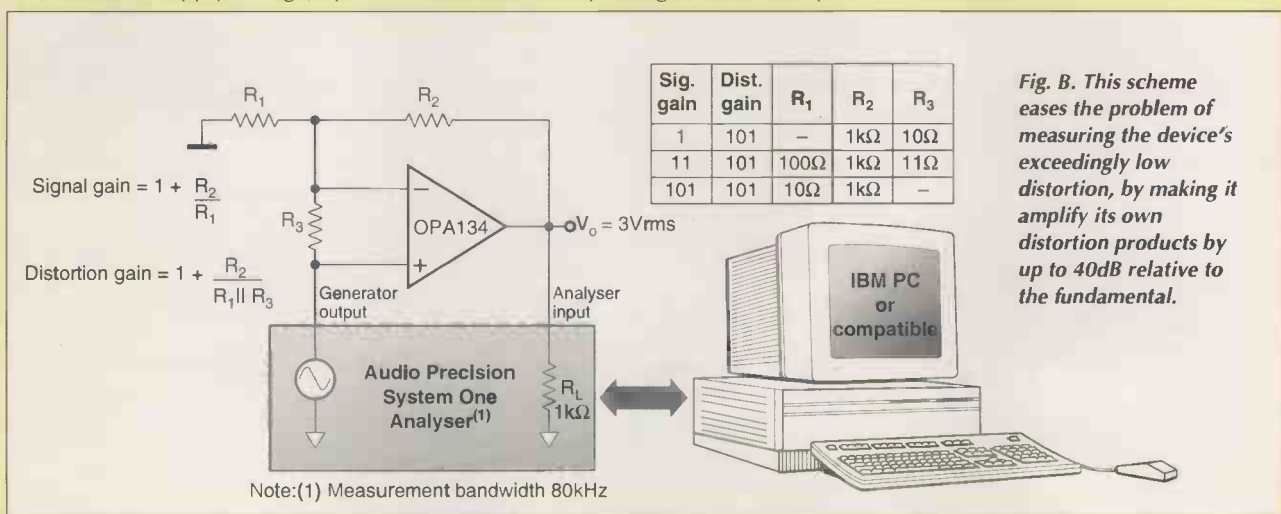 R₁
R₂
Signal gain = 1 + R₂
R₁
R₃
Distortion gain = 1 + R₂
R₁ll R₃
−
+
OPA134
Vₒ = 3Vrms
Generator
output
Analyser
input
Audio Precision
System One
Analyser(1)
R_L
1kΩ
Note:(1) Measurement bandwidth 80kHz
Sig. gain Dist. gain R₁ R₂ R₃
1 101 – 1kΩ 10Ω
11 101 100Ω 1kΩ 11Ω
101 101 10Ω 1kΩ –
IBM PC
or
compatible
Fig. B. This scheme
eases the problem of
measuring the device's
exceedingly low
distortion, by making it
amplify its own
distortion products by
up to 40dB relative to
the fundamental.